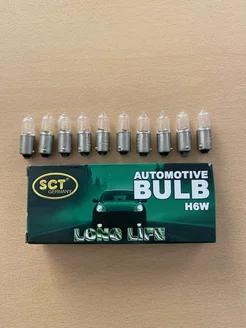 SCT
GERMANY
AUTOMOTIVE
BULB
H6W
LONG LIFE